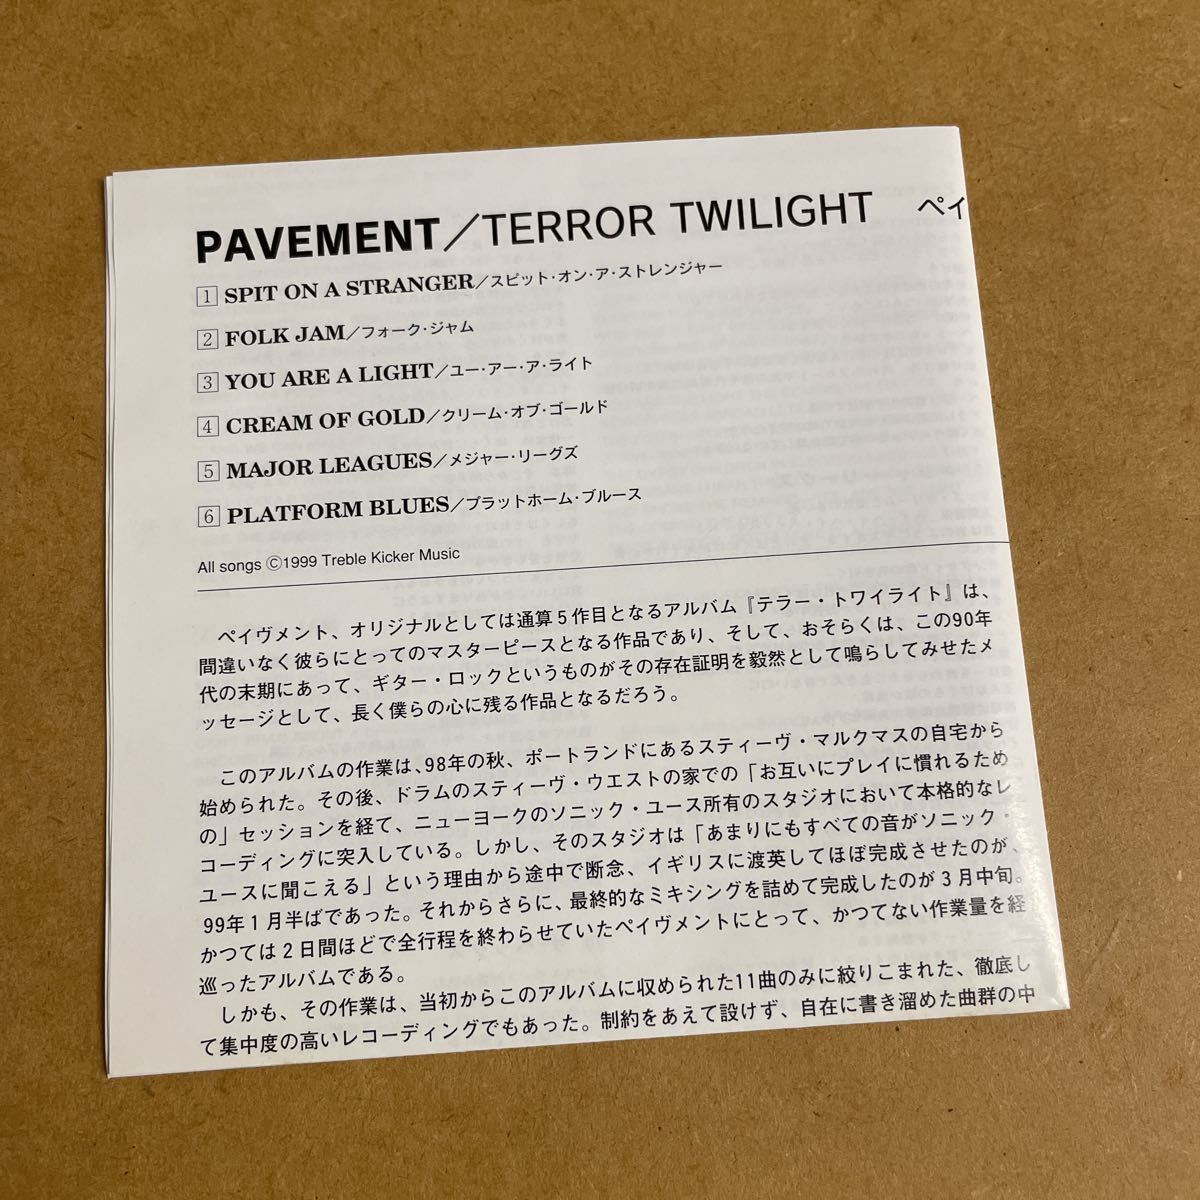 PAVEMENT／TERROR TWILIGHT ペイ
1 SPIT ON A STRANGER／スピット・オン・ア・ストレンジャー
2 FOLK JAM／フォーク・ジャム
3 YOU ARE A LIGHT／ユー・アー・ア・ライト
4 CREAM OF GOLD／クリーム・オブ・ゴールド
5 MAJOR LEAGUES／メジャー・リーグズ
6 PLATFORM BLUES／プラットホーム・ブルース
All songs ©1999 Treble Kicker Music
ペイヴメント、オリジナルとしては通算5作目となるアルバム『テラー・トワイライト』は、
間違いなく彼らにとってのマスターピースとなる作品であり、そして、おそらくは、この90年
代の末期にあって、ギター・ロックというものがその存在証明を毅然として鳴らしてみせたメ
ッセージとして、長く僕らの心に残る作品となるだろう。
このアルバムの作業は、98年の秋、ポートランドにあるスティーヴ・マルクマスの自宅から
始められた。その後、ドラムのスティーヴ・ウエストの家での「お互いにプレイに慣れるため
の」セッションを経て、ニューヨークのソニック・ユース所有のスタジオにおいて本格的なレ
コーディングに突入している。しかし、そのスタジオは「あまりにもすべての音がソニック・
ユースに聞こえる」という理由から途中で断念、イギリスに渡英してほぼ完成させたのが、
99年1月半ばであった。それからさらに、最終的なミキシングを詰めて完成したのが3月中旬。
かつては2日間ほどで全行程を終わらせていたペイヴメントにとって、かつてない作業量を経
巡ったアルバムである。
しかも、その作業は、当初からこのアルバムに収められた11曲のみに絞りこまれた、徹底し
て集中度の高いレコーディングでもあった。制約をあえて設けず、自在に書き溜めた曲群の中